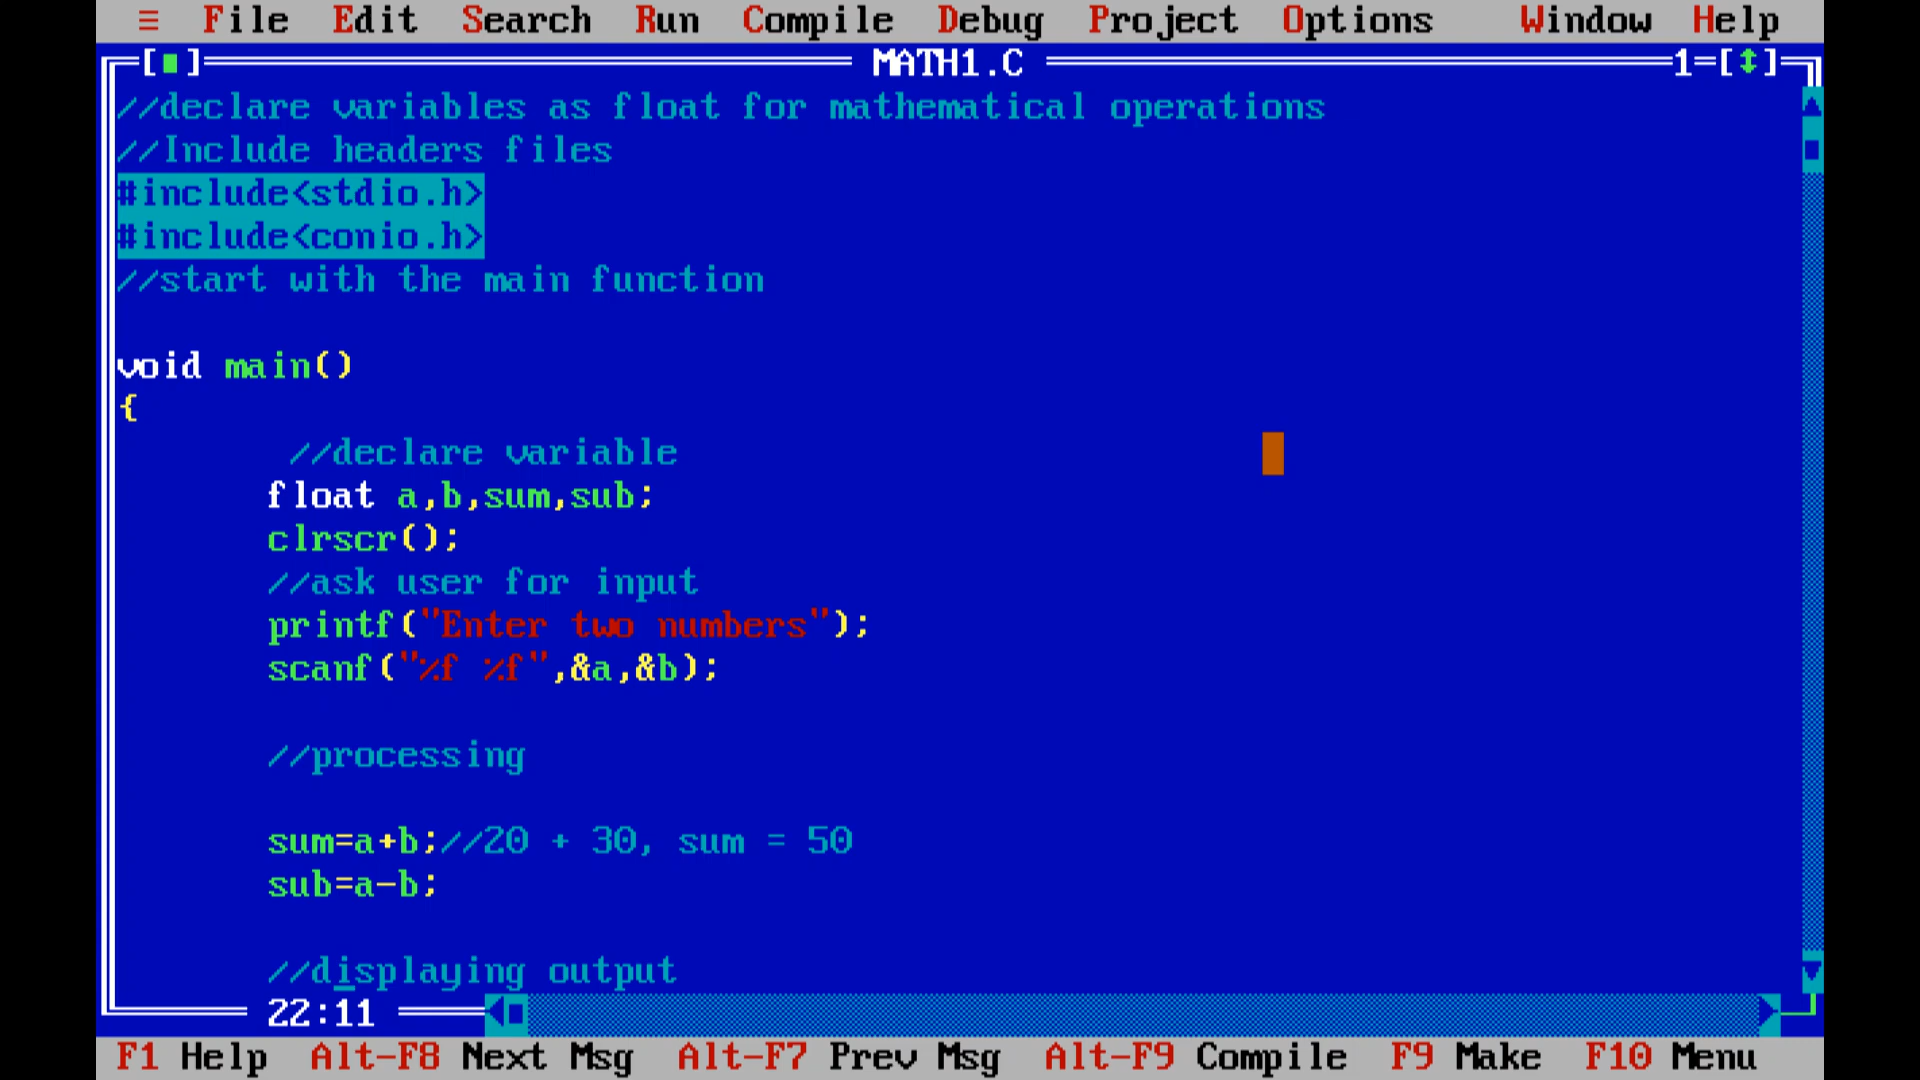 ≡ File Edit Search Run Compile Debug Project Options Window Help
[■] MATH1.C 1=[↕]
//declare variables as float for mathematical operations
//Include headers files
#include<stdio.h>
#include<conio.h>
//start with the main function
void main()
{
//declare variable
float a,b,sum,sub;
clrscr();
//ask user for input
printf("Enter two numbers");
scanf("%f %f",&a,&b);
//processing
sum=a+b;//20 + 30, sum = 50
sub=a-b;
//displaying output
22:11
F1 Help Alt-F8 Next Msg Alt-F7 Prev Msg Alt-F9 Compile F9 Make F10 Menu